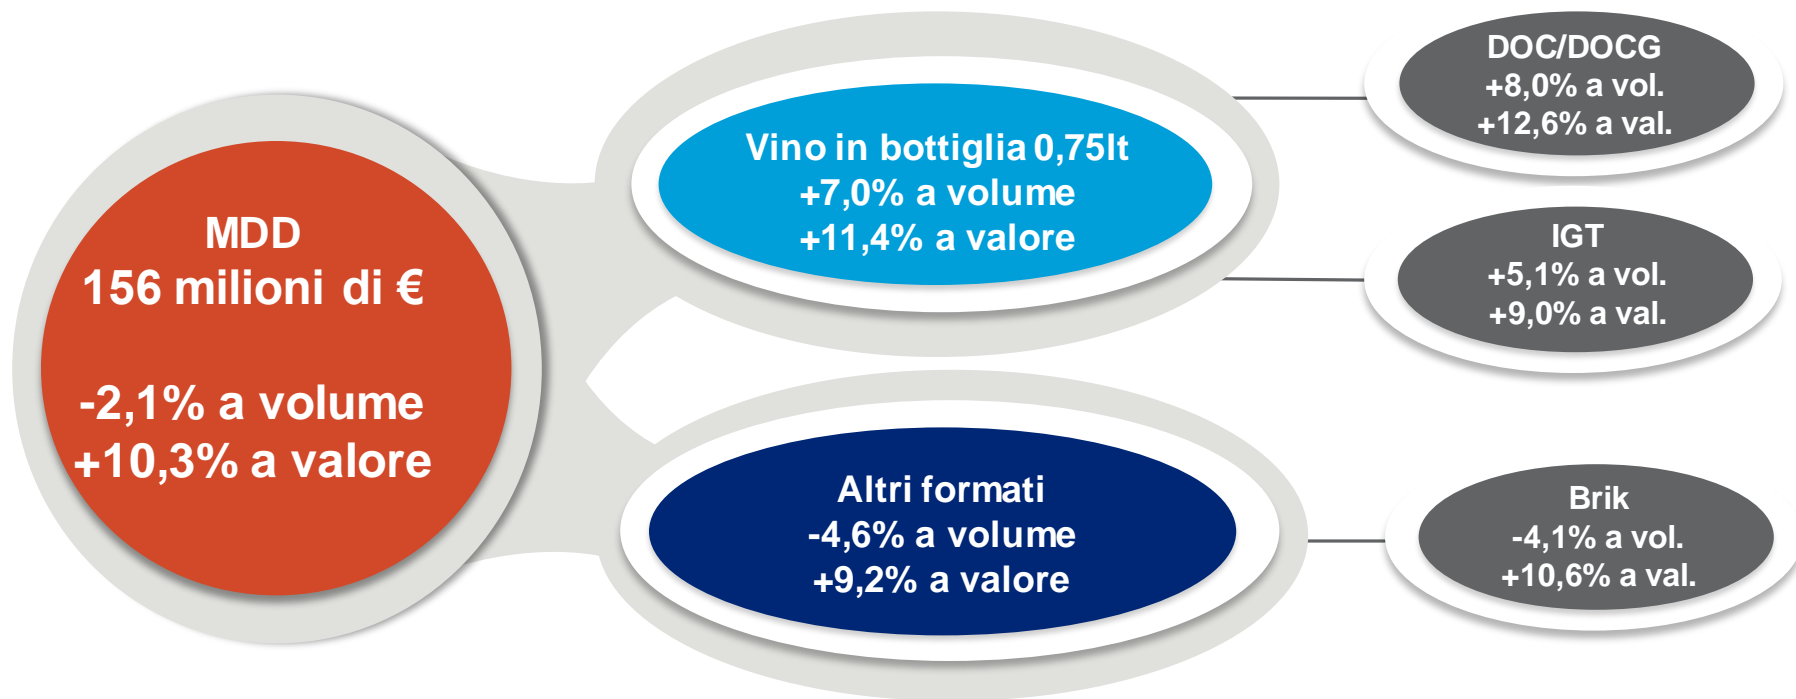 MDD
156 milioni di €
-2,1% a volume
+10,3% a valore
Vino in bottiglia 0,75lt
+7,0% a volume
+11,4% a valore
DOC/DOCG
+8,0% a vol.
+12,6% a val.
IGT
+5,1% a vol.
+9,0% a val.
Altri formati
-4,6% a volume
+9,2% a valore
Brik
-4,1% a vol.
+10,6% a val.